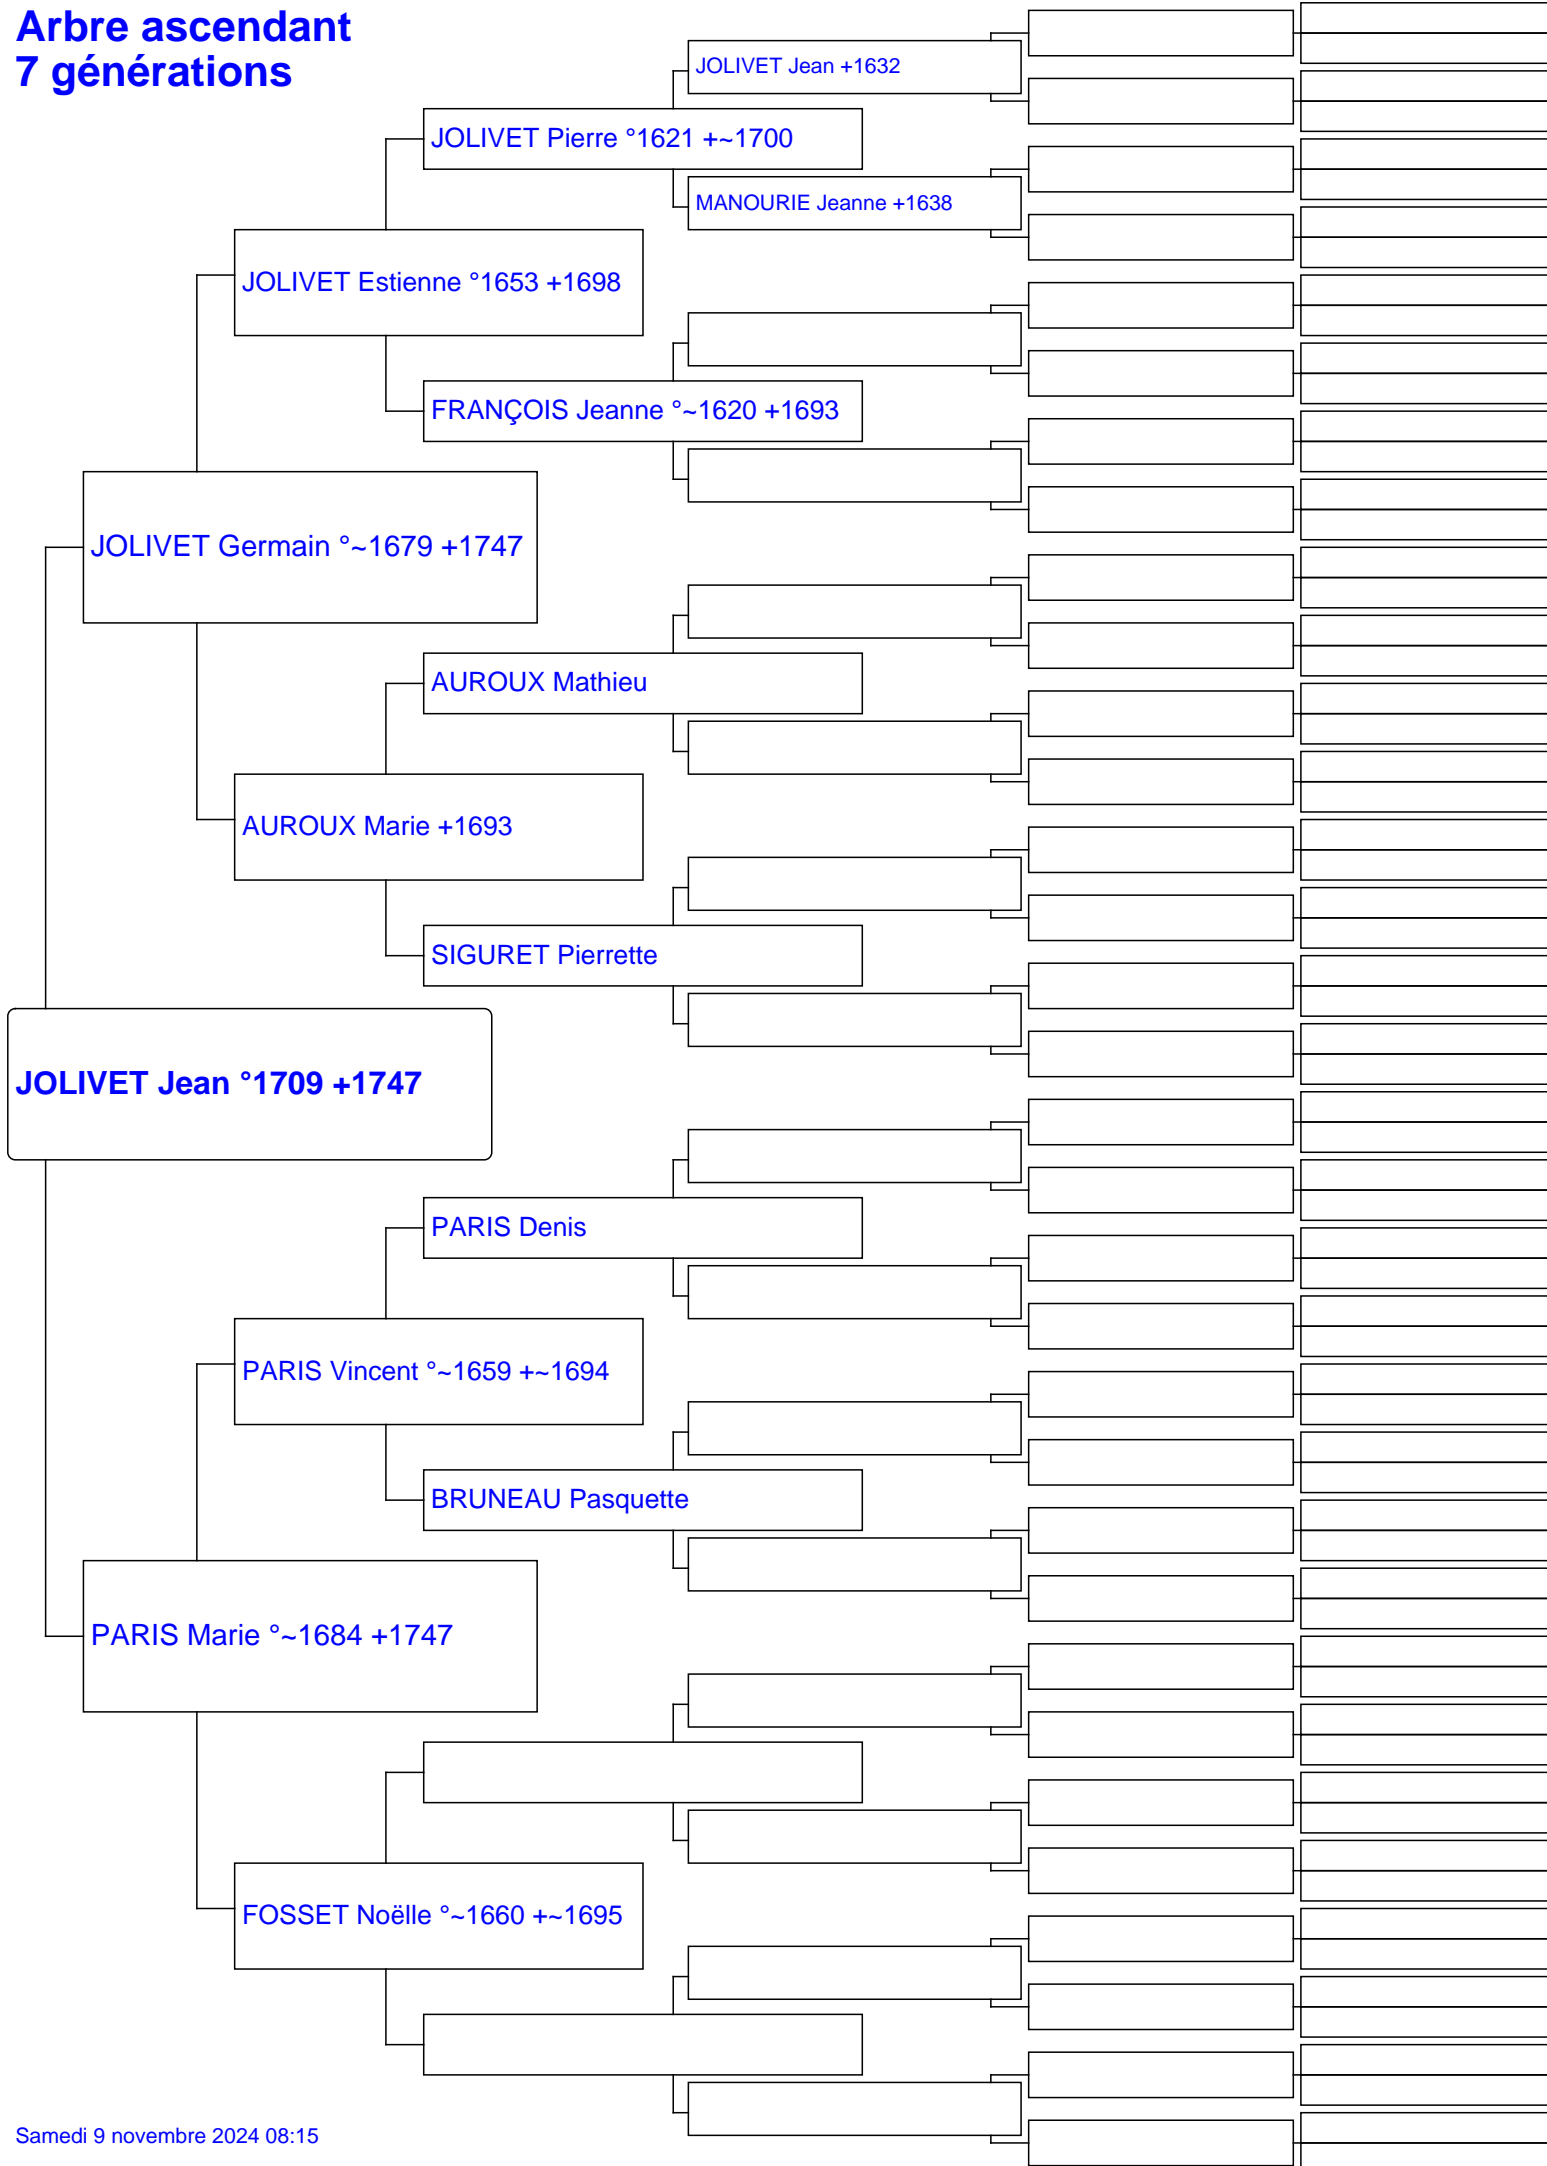 Arbre ascendant
7 générations
JOLIVET Jean +1632
JOLIVET Pierre °1621 +~1700
MANOURIE Jeanne +1638
JOLIVET Estienne °1653 +1698
FRANÇOIS Jeanne °~1620 +1693
JOLIVET Germain °~1679 +1747
AUROUX Mathieu
AUROUX Marie +1693
SIGURET Pierrette
JOLIVET Jean °1709 +1747
PARIS Denis
PARIS Vincent °~1659 +~1694
BRUNEAU Pasquette
PARIS Marie °~1684 +1747
FOSSET Noëlle °~1660 +~1695
Samedi 9 novembre 2024 08:15